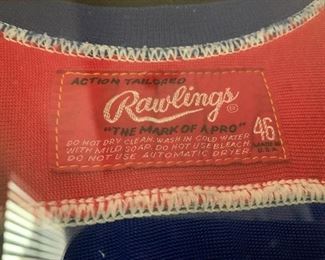 ACTION TAILORED
Rawlings ®
"THE MARK OF A PRO" 46
DO NOT DRY CLEAN. WASH IN COLD WATER
WITH MILD SOAP. DO NOT USE BLEACH. MADE IN
DO NOT USE AUTOMATIC DRYER U.S.A.